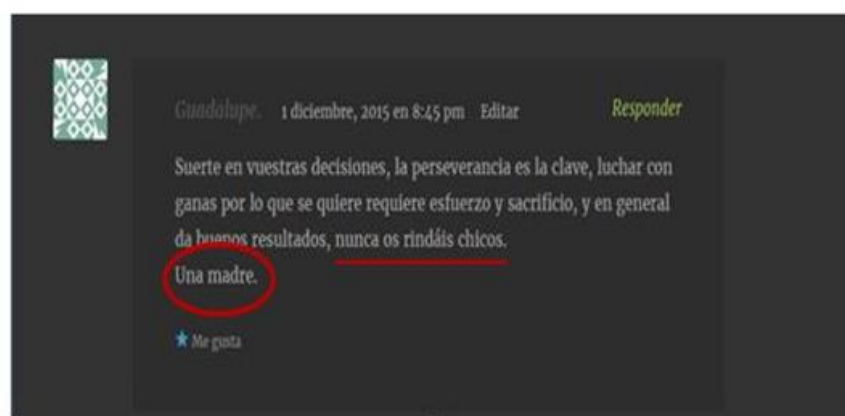 Guadalupe. 1 diciembre, 2015 en 8:45 pm Editar Responder
Suerte en vuestras decisiones, la perseverancia es la clave, luchar con
ganas por lo que se quiere requiere esfuerzo y sacrificio, y en general
da buenos resultados, nunca os rindáis chicos.
Una madre.
★ Me gusta